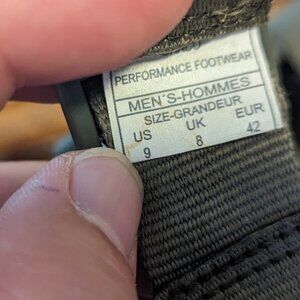 PERFORMANCE FOOTWEAR
MEN'S-HOMMES
SIZE-GRANDEUR
US UK EUR
9 8 42